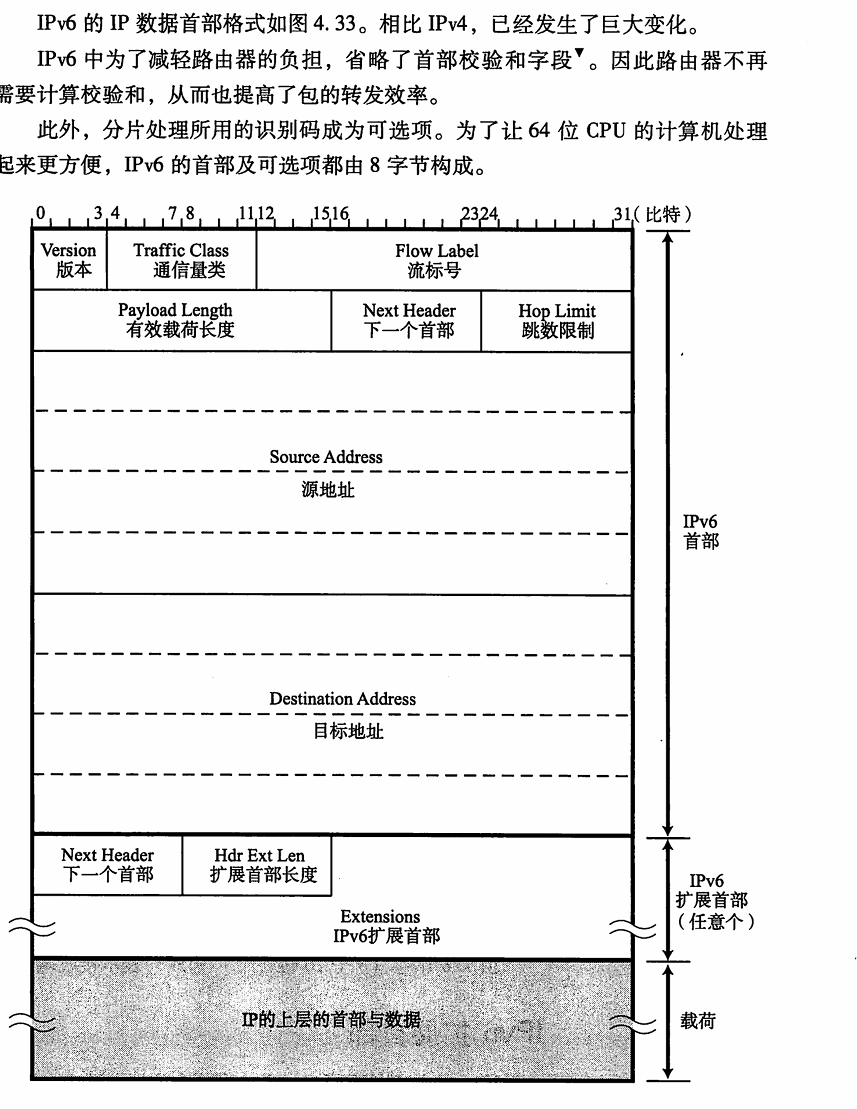 IPv6 的 IP 数据首部格式如图 4.33。相比 IPv4，已经发生了巨大变化。
IPv6 中为了减轻路由器的负担，省略了首部校验和字段▼。因此路由器不再
需要计算校验和，从而也提高了包的转发效率。
此外，分片处理所用的识别码成为可选项。为了让 64 位 CPU 的计算机处理
起来更方便，IPv6 的首部及可选项都由 8 字节构成。
0 3 4 7 8 11 12 15 16 23 24 31（比特）
Version Traffic Class Flow Label
版本 通信量类 流标号
Payload Length Next Header Hop Limit
有效载荷长度 下一个首部 跳数限制
Source Address
源地址
IPv6
首部
Destination Address
目标地址
Next Header Hdr Ext Len
下一个首部 扩展首部长度
IPv6
扩展首部
（任意个）
Extensions
IPv6扩展首部
IP的上层的首部与数据
载荷